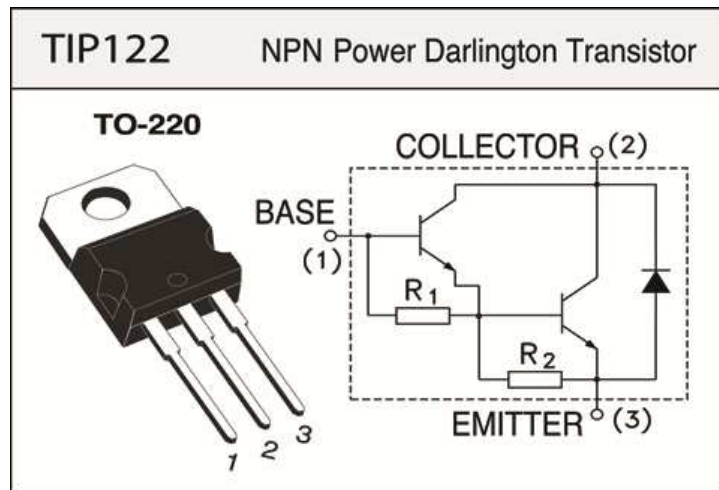 TIP122 NPN Power Darlington Transistor
TO-220
COLLECTOR (2)
BASE
(1)
R1
R2
EMITTER (3)
1 2 3